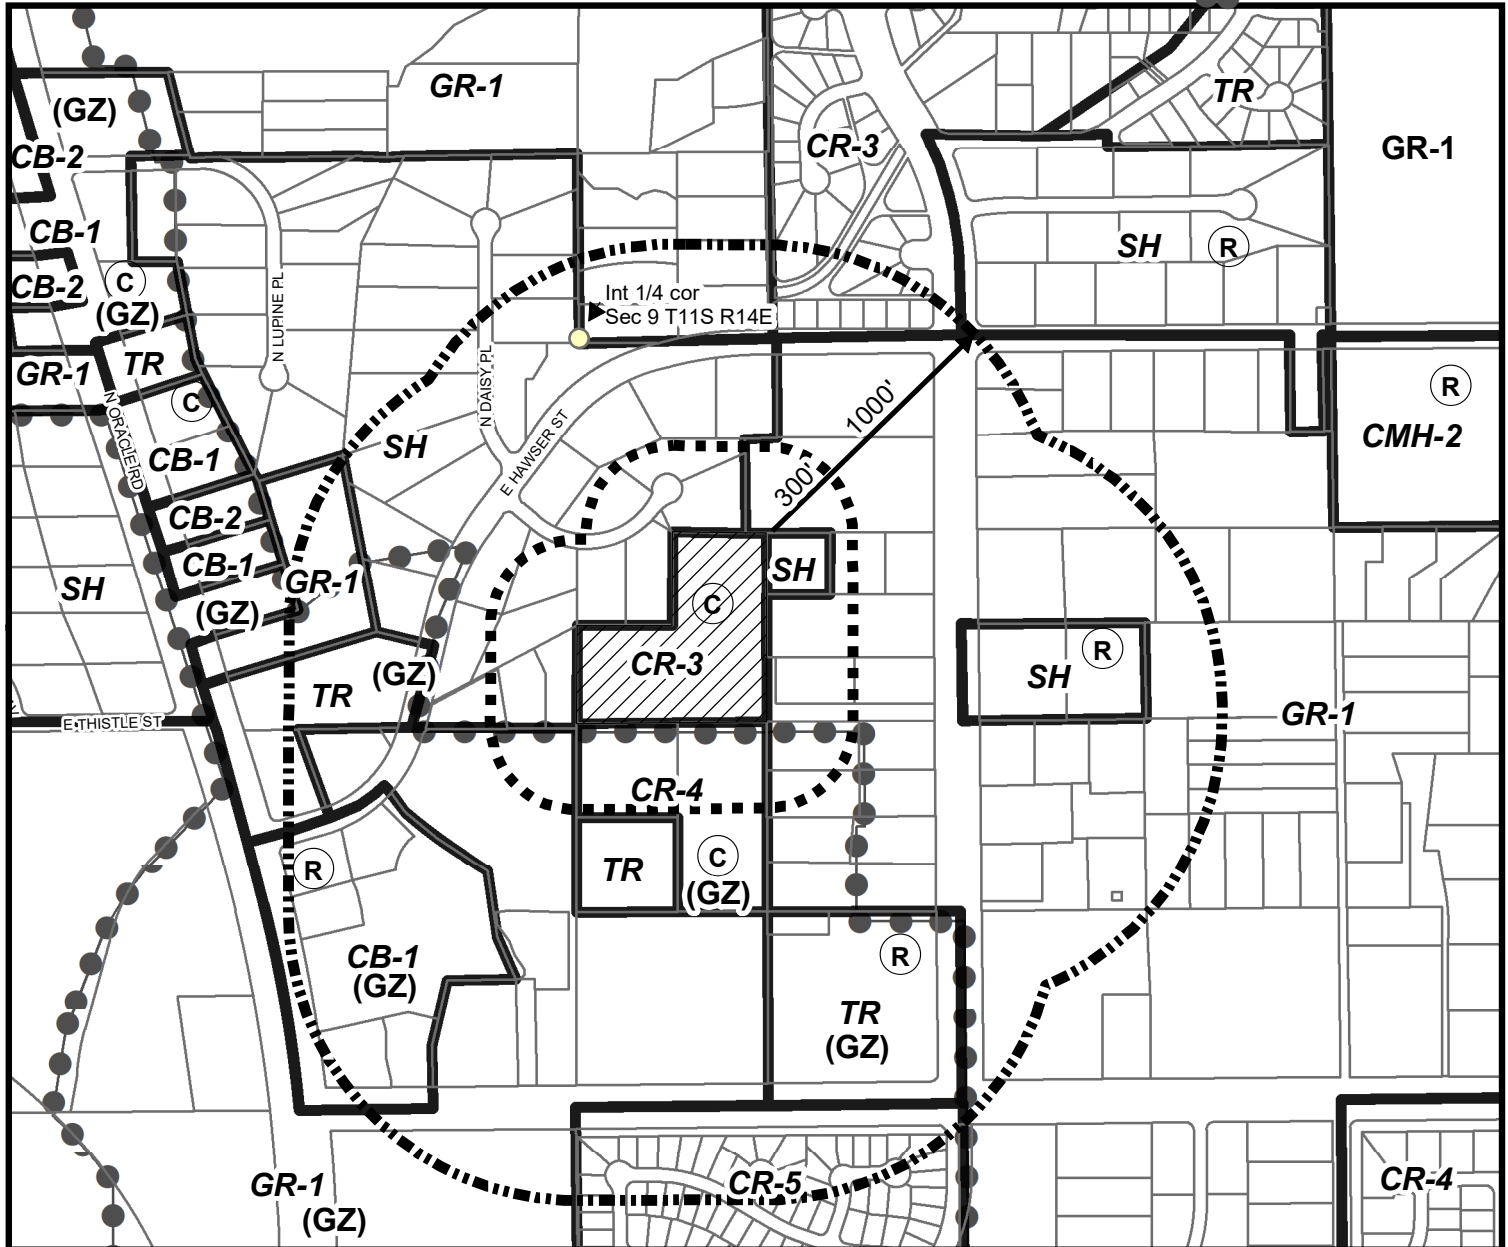 GR-1
(GZ)
TR
CB-2
CR-3
GR-1
CB-1
SH
R
CB-2
C
(GZ)
N LUPINE PL
Int 1/4 cor
Sec 9 T11S R14E
TR
GR-1
C
N DAISY PL
R
N ORACLE RD
1000'
CMH-2
SH
E HAWSER ST
CB-1
300'
CB-2
CB-1
SH
GR-1
SH
C
(GZ)
R
CR-3
SH
(GZ)
TR
GR-1
E THISTLE ST
CR-4
R
TR
C
(GZ)
R
CB-1
(GZ)
TR
(GZ)
GR-1
(GZ)
CR-5
CR-4